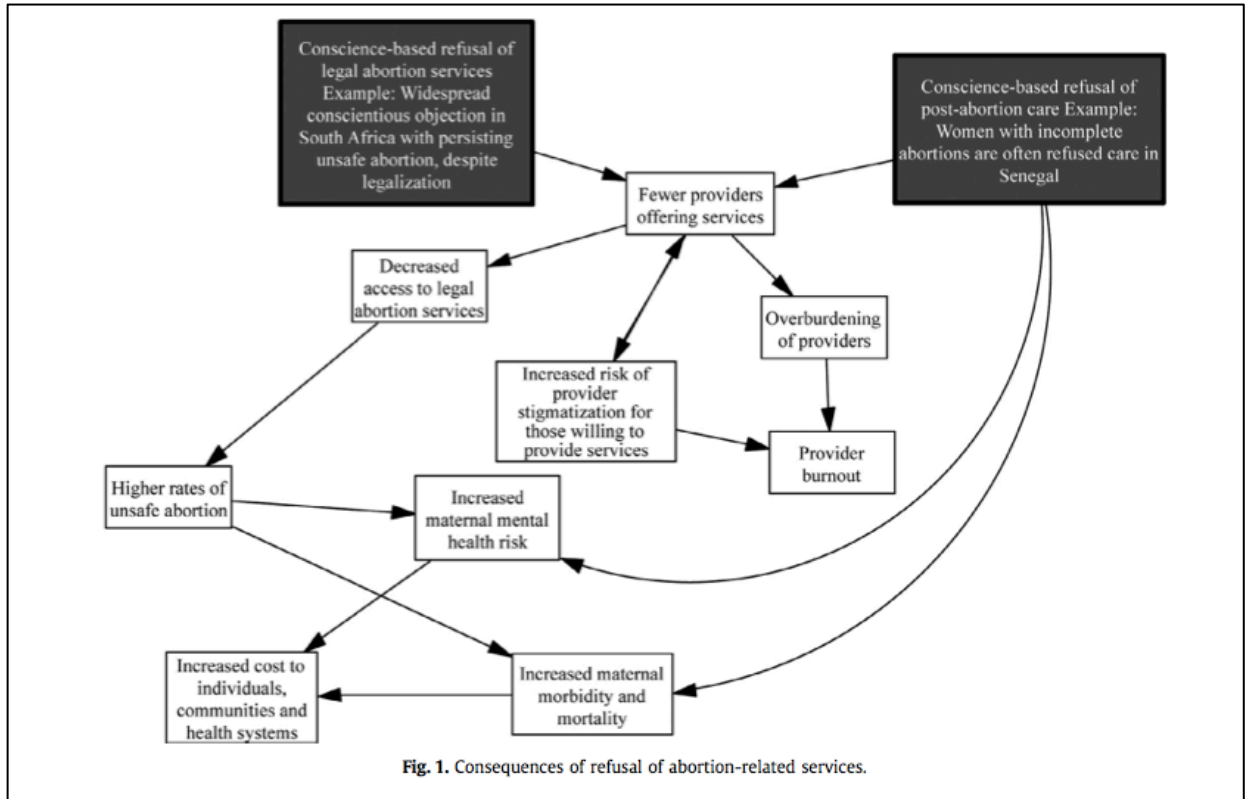 Conscience-based refusal of
legal abortion services
Example: Widespread
conscientious objection in
South Africa with persisting
unsafe abortion, despite
legalization
Conscience-based refusal of
post-abortion care Example:
Women with incomplete
abortions are often refused care in
Senegal
Fewer providers
offering services
Decreased
access to legal
abortion services
Overburdening
of providers
Increased risk of
provider
stigmatization for
those willing to
provide services
Provider
burnout
Higher rates of
unsafe abortion
Increased
maternal mental
health risk
Increased cost to
individuals,
communities and
health systems
Increased maternal
morbidity and
mortality
Fig. 1. Consequences of refusal of abortion-related services.